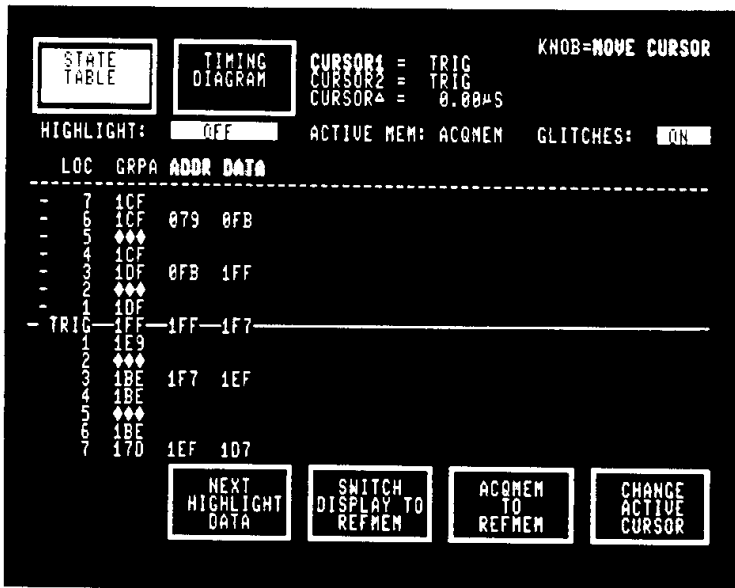 KNOB=MOVE CURSOR
STATE TABLE
TIMING DIAGRAM
CURSOR1 = TRIG
CURSOR2 = TRIG
CURSOR△ = 0.00µS
HIGHLIGHT: OFF ACTIVE MEM: ACQMEM GLITCHES: ON
LOC GRPA ADDR DATA
- 7 1CF
- 6 1CF 079 0FB
- 5 ♦♦♦
- 4 1CF
- 3 1DF 0FB 1FF
- 2 ♦♦♦
- 1 1DF
- TRIG—1FF—1FF—1F7
1 1E9
2 ♦♦♦
3 1BE 1F7 1EF
4 1BE
5 ♦♦♦
6 1BE
7 17D 1EF 1D7
NEXT HIGHLIGHT DATA
SWITCH DISPLAY TO REFMEM
ACQMEM TO REFMEM
CHANGE ACTIVE CURSOR